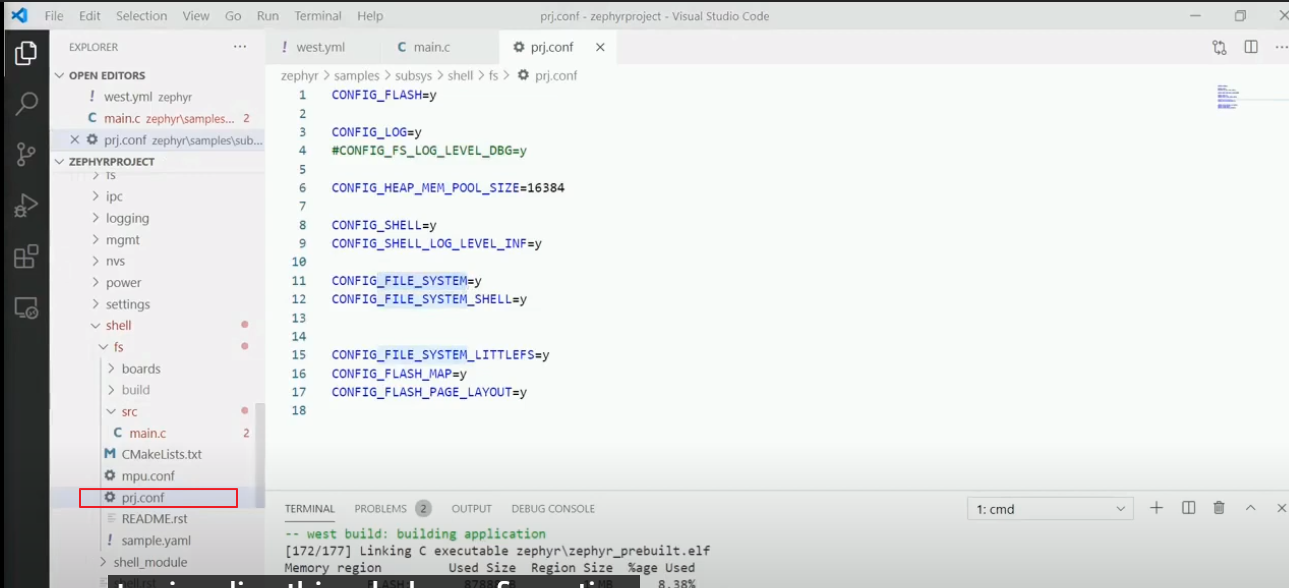 File Edit Selection View Go Run Terminal Help prj.conf - zephyrproject - Visual Studio Code
EXPLORER ···
OPEN EDITORS
! west.yml zephyr
C main.c zephyr\samples... 2
prj.conf zephyr\samples\sub...
ZEPHYRPROJECT
fs
ipc
logging
mgmt
nvs
power
settings
shell
fs
boards
build
src
C main.c 2
M CMakeLists.txt
mpu.conf
prj.conf
README.rst
! sample.yaml
shell_module
shell.rst
! west.yml C main.c prj.conf
zephyr > samples > subsys > shell > fs > prj.conf
1 CONFIG_FLASH=y
2
3 CONFIG_LOG=y
4 #CONFIG_FS_LOG_LEVEL_DBG=y
5
6 CONFIG_HEAP_MEM_POOL_SIZE=16384
7
8 CONFIG_SHELL=y
9 CONFIG_SHELL_LOG_LEVEL_INF=y
10
11 CONFIG_FILE_SYSTEM=y
12 CONFIG_FILE_SYSTEM_SHELL=y
13
14
15 CONFIG_FILE_SYSTEM_LITTLEFS=y
16 CONFIG_FLASH_MAP=y
17 CONFIG_FLASH_PAGE_LAYOUT=y
18
TERMINAL PROBLEMS 2 OUTPUT DEBUG CONSOLE 1: cmd
-- west build: building application
[172/177] Linking C executable zephyr\zephyr_prebuilt.elf
Memory region Used Size Region Size %age Used
8.38%